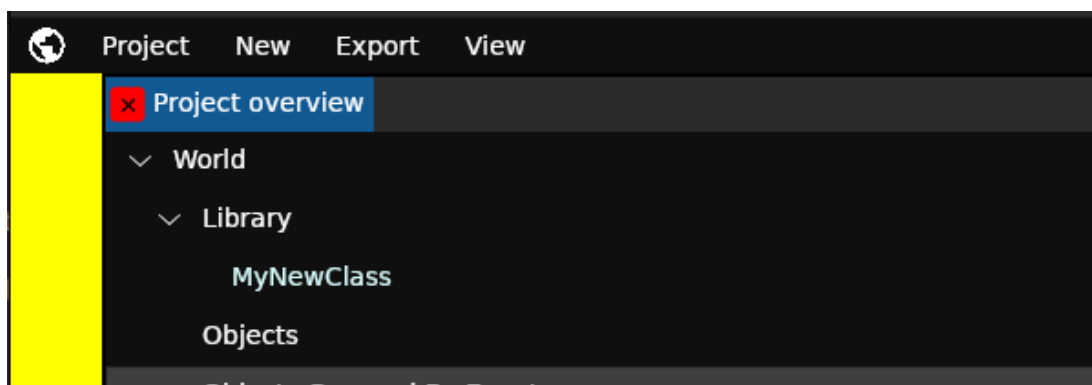 Project New Export View
Project overview
World
Library
MyNewClass
Objects